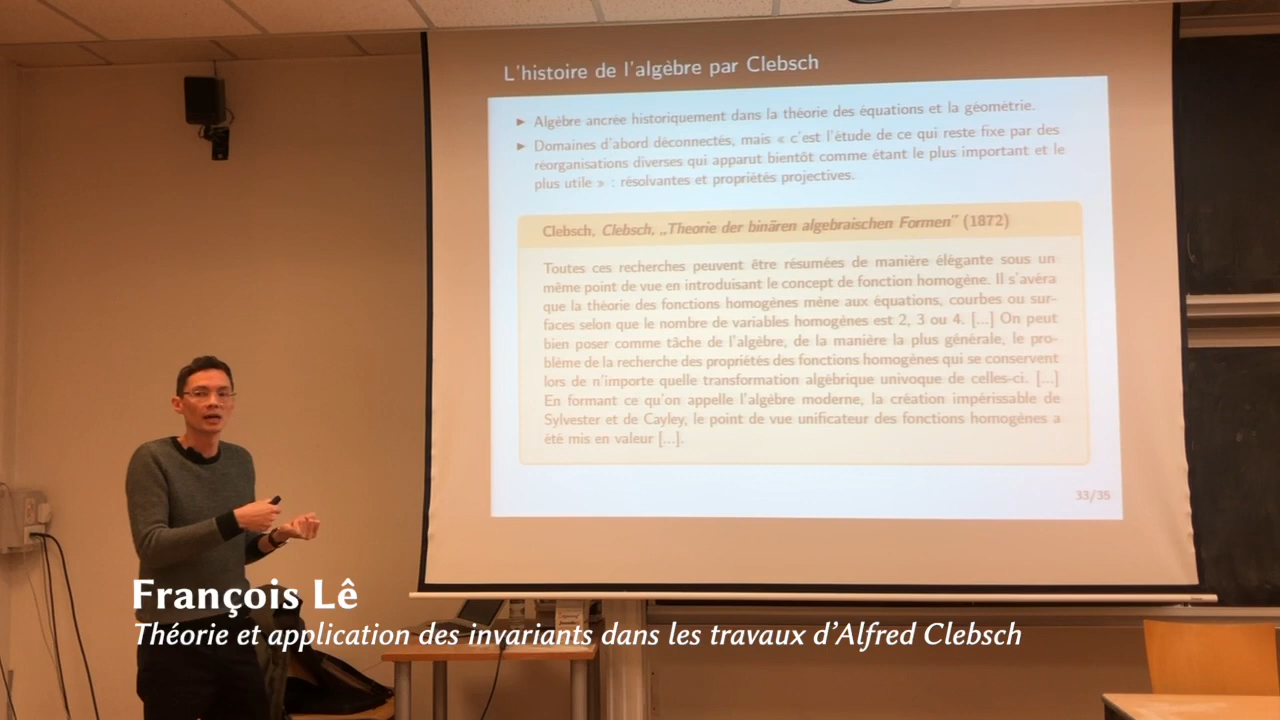 L'histoire de l'algèbre par Clebsch
► Algèbre ancrée historiquement dans la théorie des équations et la géométrie.
► Domaines d'abord déconnectés, mais « c'est l'étude de ce qui reste fixe par des
réorganisations diverses qui apparut bientôt comme étant le plus important et le
plus utile » : résolvantes et propriétés projectives.
Clebsch, Clebsch, „Theorie der binären algebraischen Formen" (1872)
Toutes ces recherches peuvent être résumées de manière élégante sous un
même point de vue en introduisant le concept de fonction homogène. Il s'avéra
que la théorie des fonctions homogènes mène aux équations, courbes ou sur-
faces selon que le nombre de variables homogènes est 2, 3 ou 4. [...] On peut
bien poser comme tâche de l'algèbre, de la manière la plus générale, le pro-
blème de la recherche des propriétés des fonctions homogènes qui se conservent
lors de n'importe quelle transformation algébrique univoque de celles-ci. [...]
En formant ce qu'on appelle l'algèbre moderne, la création impérissable de
Sylvester et de Cayley, le point de vue unificateur des fonctions homogènes a
été mis en valeur [...].
33/35
François Lê
Théorie et application des invariants dans les travaux d'Alfred Clebsch